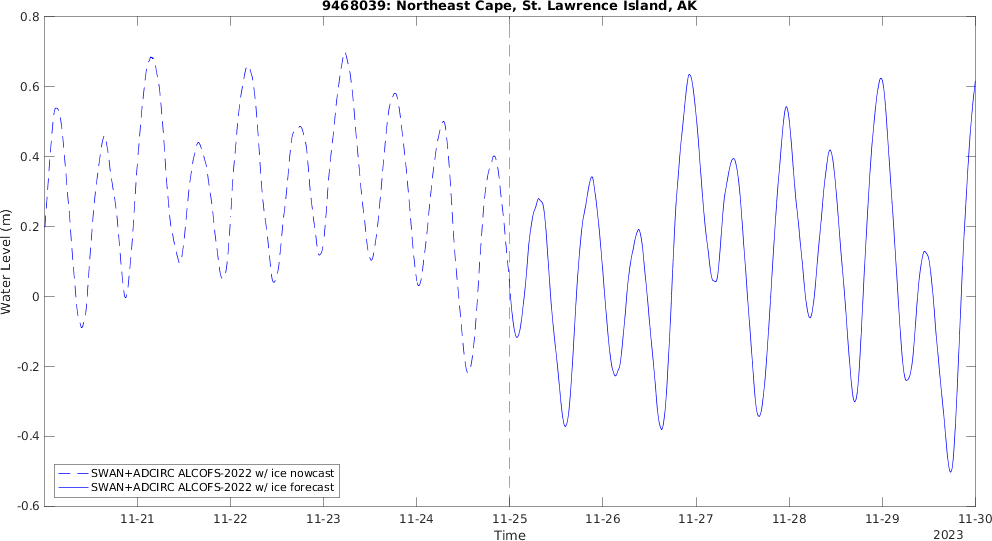 9468039: Northeast Cape, St. Lawrence Island, AK
0.8
0.6
0.4
0.2
0
-0.2
-0.4
-0.6
Water Level (m)
SWAN+ADCIRC ALCOFS-2022 w/ ice nowcast
SWAN+ADCIRC ALCOFS-2022 w/ ice forecast
11-21 11-22 11-23 11-24 11-25 11-26 11-27 11-28 11-29 11-30
Time
2023